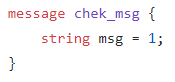 message chek_msg {
    string msg = 1;
}